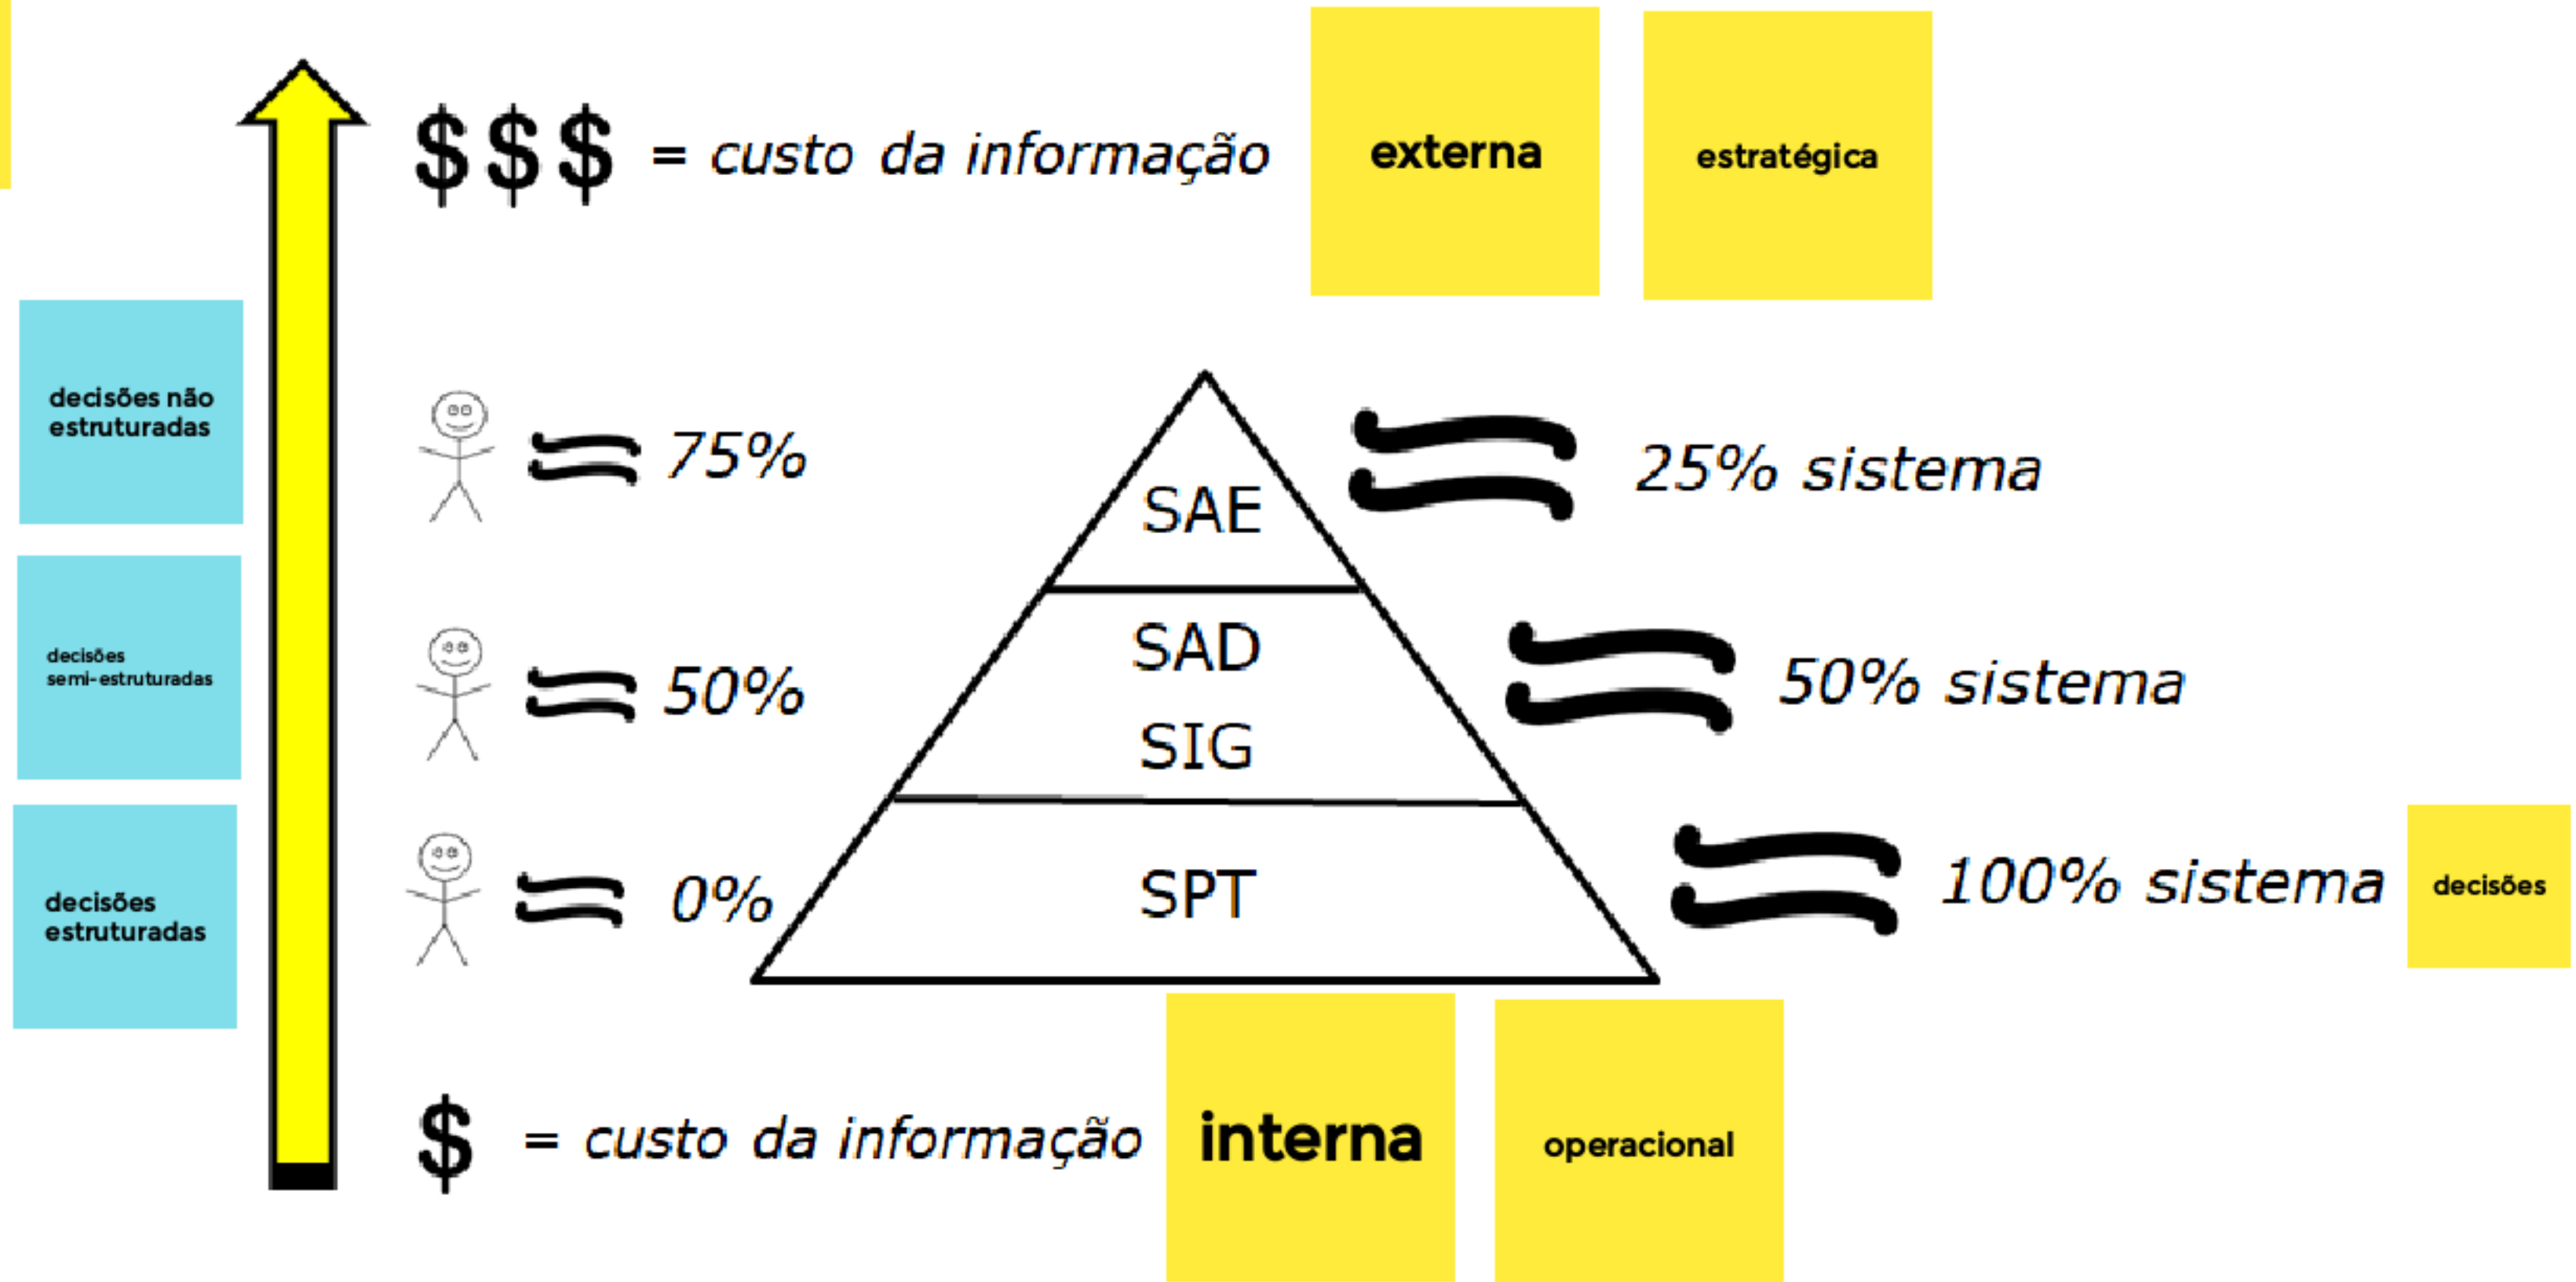 $$$ = custo da informação
externa
estratégica
decisões não
estruturadas
≈ 75%
SAE
≈ 25% sistema
decisões
semi-estruturadas
≈ 50%
SAD
SIG
≈ 50% sistema
decisões
estruturadas
≈ 0%
SPT
≈ 100% sistema
decisões
$ = custo da informação
interna
operacional